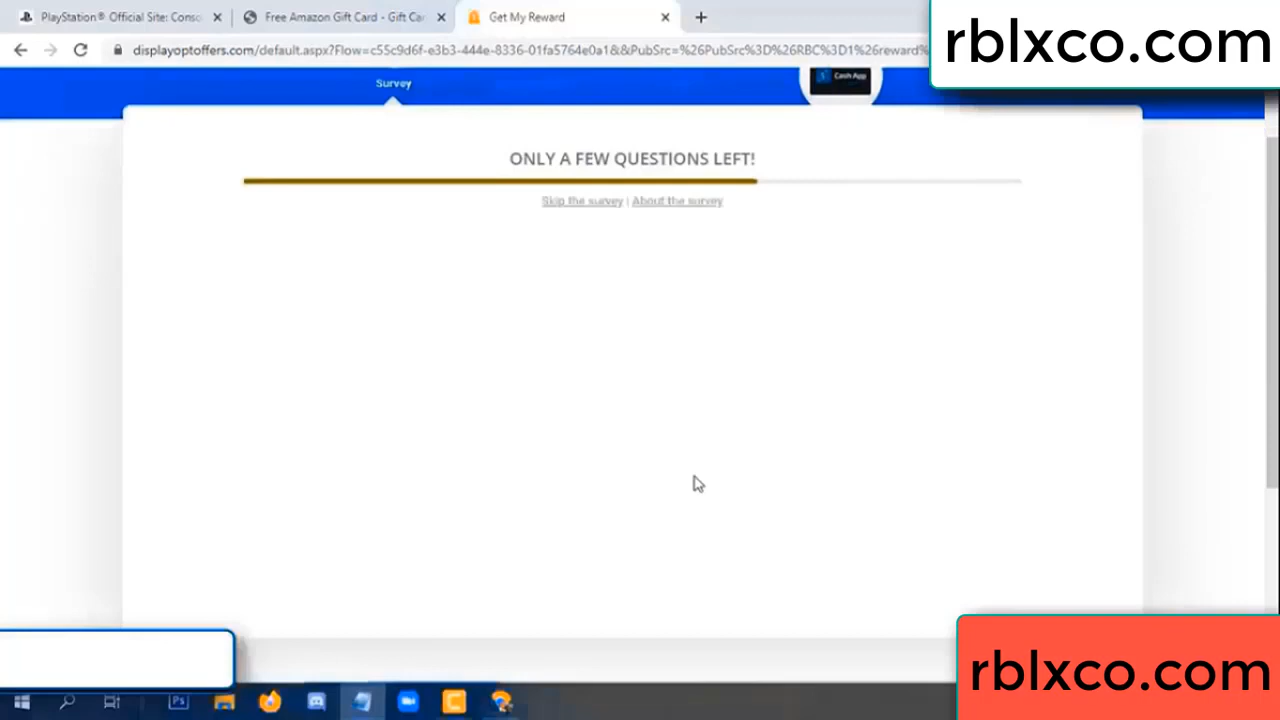 PlayStation® Official Site: Conso
Free Amazon Gift Card - Gift Car
Get My Reward
rblxco.com
displayoptoffers.com/default.aspx?Flow=c55c9d6f-e3b3-444e-8336-01fa5764e0a1&&PubSrc=%26PubSrc%3D%26RBC%3D1%26reward%
Survey
Cash App
ONLY A FEW QUESTIONS LEFT!
Skip the survey | About the survey
rblxco.com
Ps